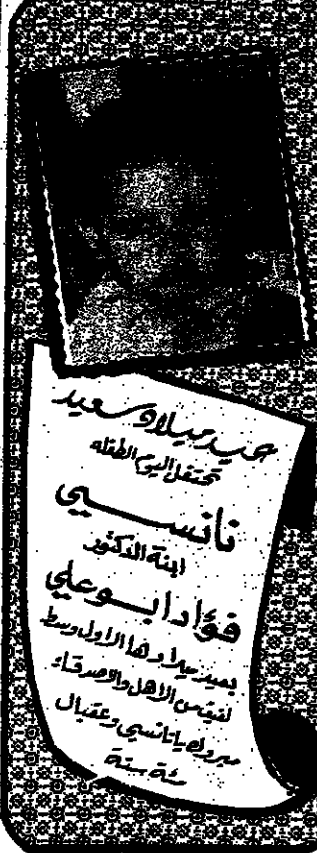 عيد ميلاد سعيد
تحتفل اليوم الطفله
نانسي
ابنة الدكتور
فؤاد ابو علي
بعيد ميلادها الاول وسط
لفيف من الاهل والاصدقاء
مبروك يا نانسي وعقبال
مئة سنة